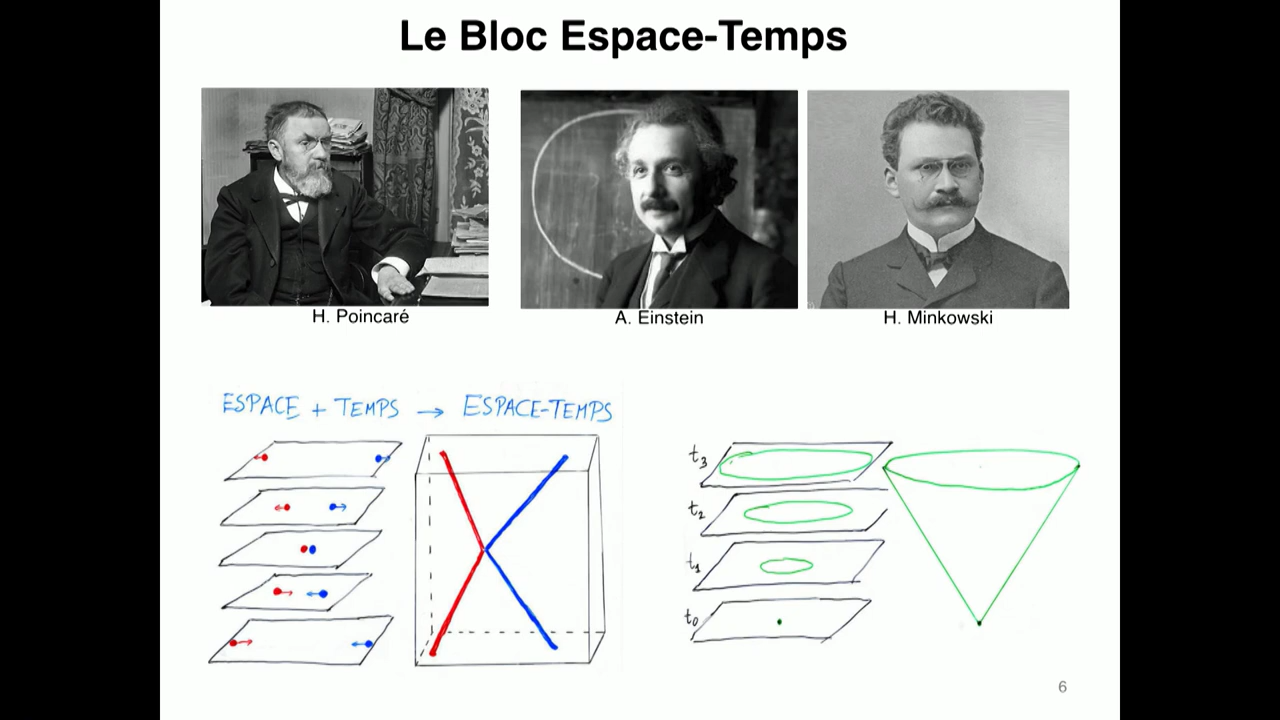 Le Bloc Espace-Temps
H. Poincaré
A. Einstein
H. Minkowski
ESPACE + TEMPS → ESPACE-TEMPS
t3
t2
t1
t0
6